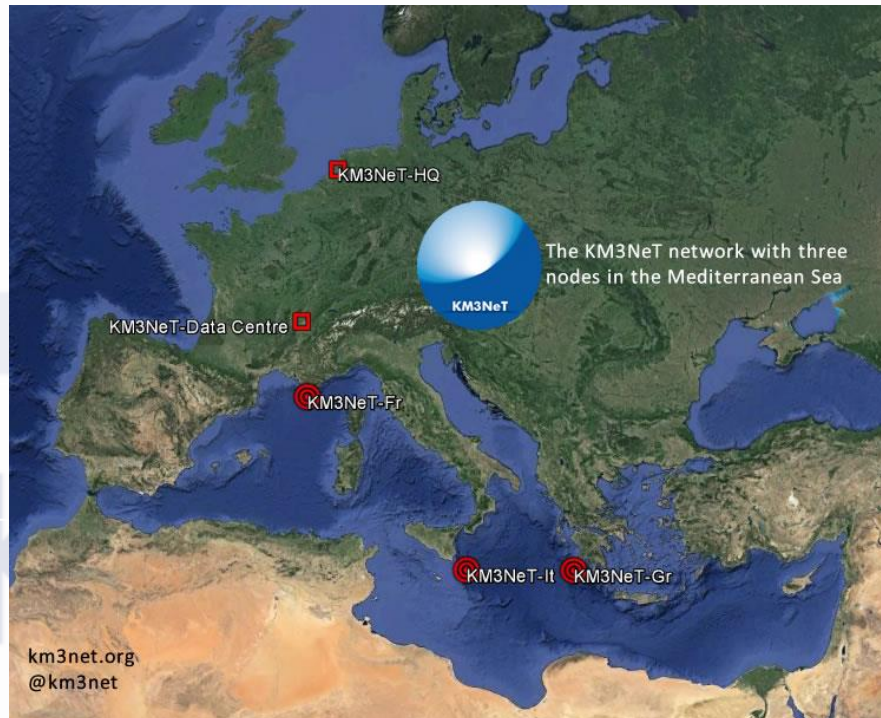 KM3NeT-HQ
The KM3NeT network with three
nodes in the Mediterranean Sea
KM3NeT
KM3NeT-Data Centre
KM3NeT-Fr
KM3NeT-It
KM3NeT-Gr
km3net.org
@km3net